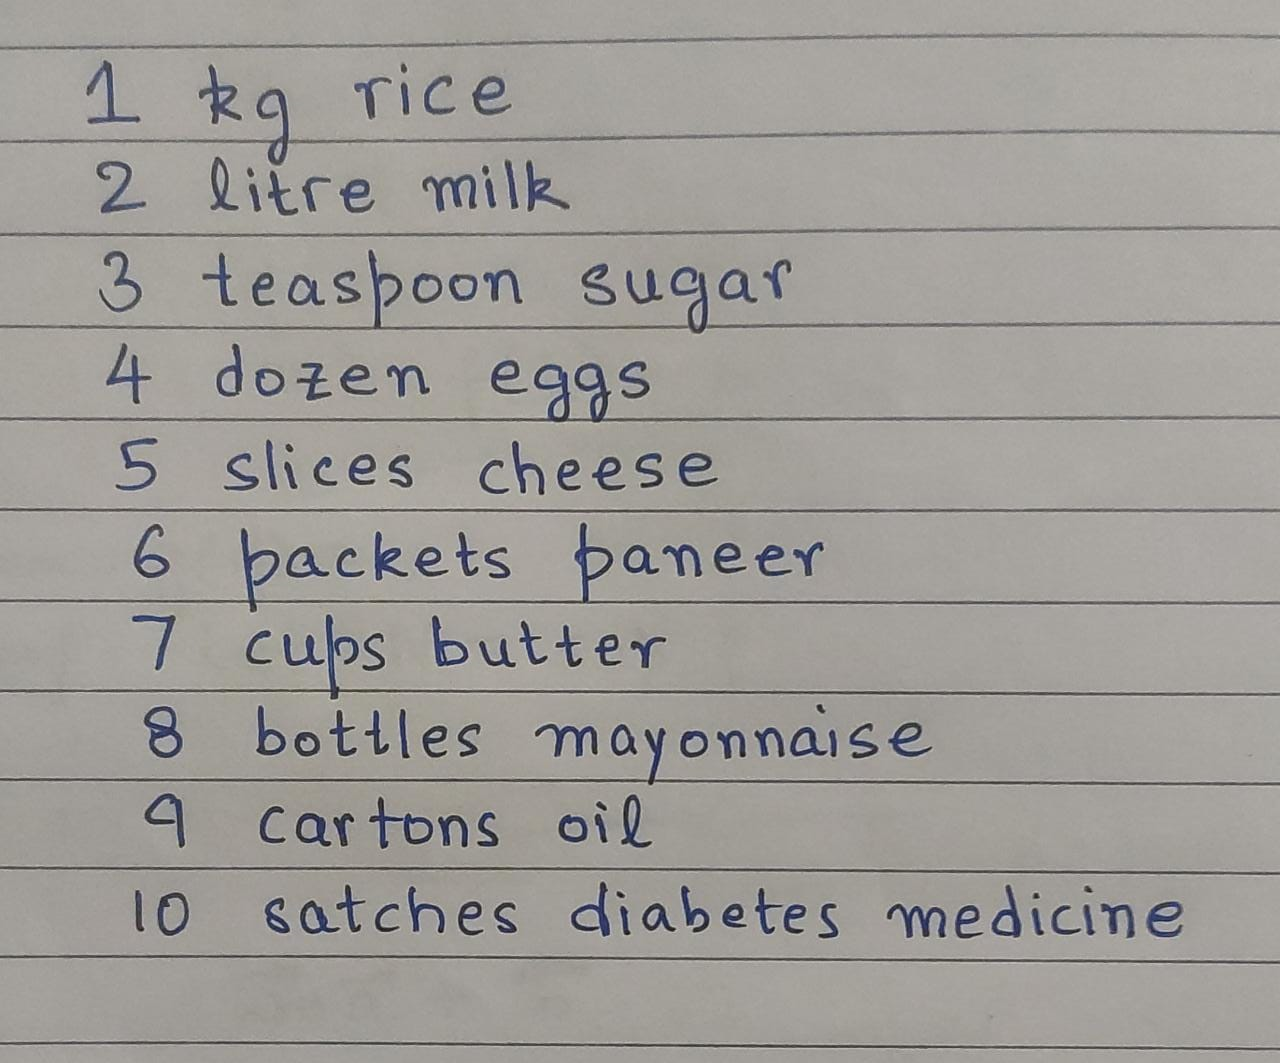 1 kg rice
2 litre milk
3 teaspoon sugar
4 dozen eggs
5 slices cheese
6 packets paneer
7 cups butter
8 bottles mayonnaise
9 cartons oil
10 satches diabetes medicine